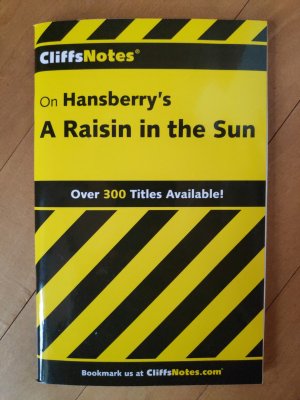 CliffsNotes®
On Hansberry's
A Raisin in the Sun
Over 300 Titles Available!
Bookmark us at CliffsNotes.com®